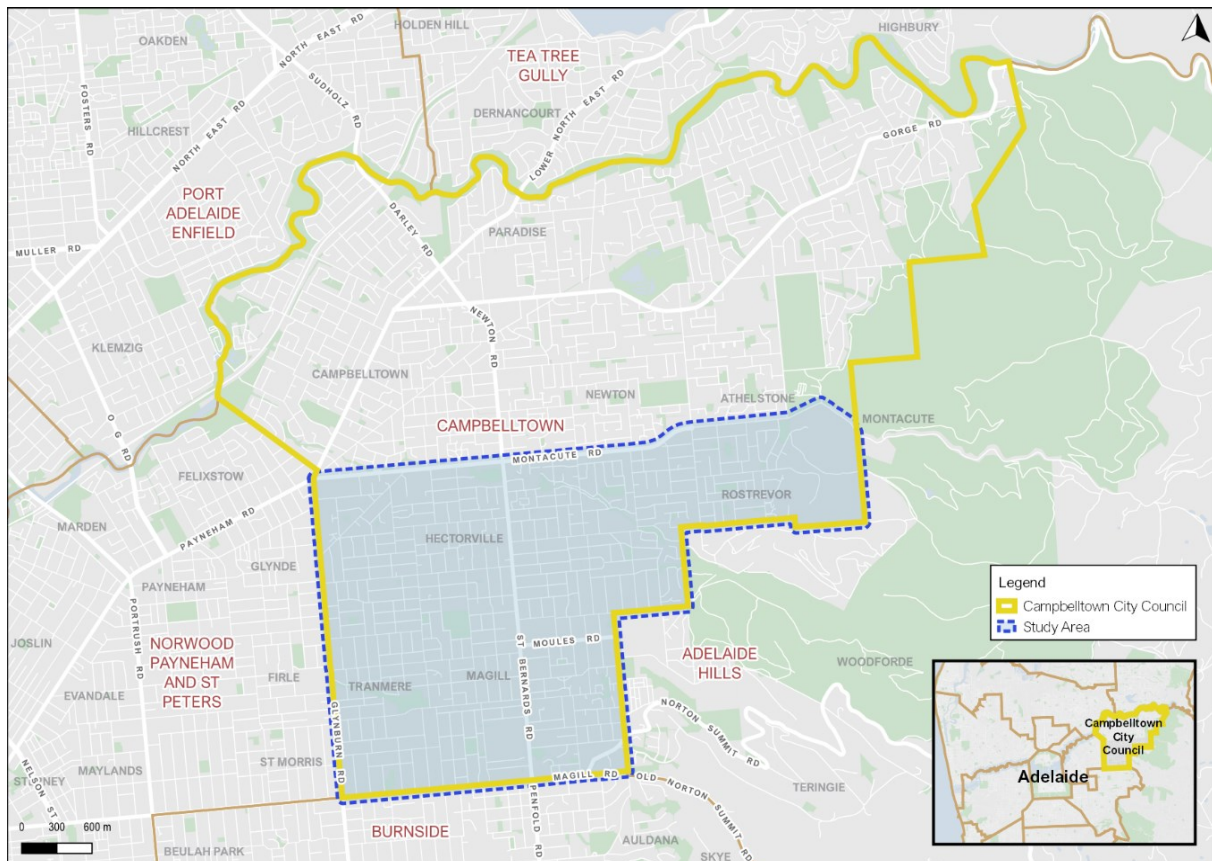 HOLDEN HILL
HIGHBURY
OAKDEN
NORTH EAST RD
TEA TREE
GULLY
SUDHOLZ RD
FOSTERS RD
DERNANCOURT
LOWER NORTH EAST RD
HILLCREST
NORTH EAST RD
GORGE RD
PORT
ADELAIDE
ENFIELD
DARLEY RD
PARADISE
MULLER RD
NEWTON RD
KLEMZIG
CAMPBELLTOWN
NEWTON
ATHELSTONE
O G RD
CAMPBELLTOWN
MONTACUTE
MONTACUTE RD
FELIXSTOW
ROSTREVOR
MARDEN
PAYNEHAM RD
HECTORVILLE
GLYNDE
PAYNEHAM
PORTRUSH RD
JOSLIN
NORWOOD
PAYNEHAM
AND ST
PETERS
ST BERNARDS RD
MOULES RD
ADELAIDE
HILLS
WOODFORDE
FIRLE
TRANMERE
MAGILL
EVANDALE
GLYNBURN RD
NORTON SUMMIT RD
ST MORRIS
MAYLANDS
MAGILL RD
OLD NORTON SUMMIT RD
TERINGIE
NELSON ST
PENFOLD RD
BURNSIDE
AULDANA
SKYE
BEULAH PARK
0 300 600 m
Legend
Campbelltown City Council
Study Area
Campbelltown
City
Council
Adelaide